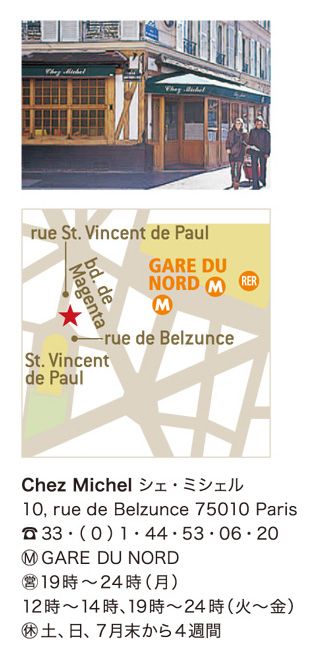 Chez Michel
Chez Michel
rue St. Vincent de Paul
bd. de
Magenta
GARE DU
NORD M
RER
M
rue de Belzunce
St. Vincent
de Paul
Chez Michel シェ・ミシェル
10, rue de Belzunce 75010 Paris
☎33・(0)1・44・53・06・20
Ⓜ GARE DU NORD
㊡19時〜24時(月)
12時〜14時、19時〜24時(火〜金)
㊡土、日、7月末から4週間